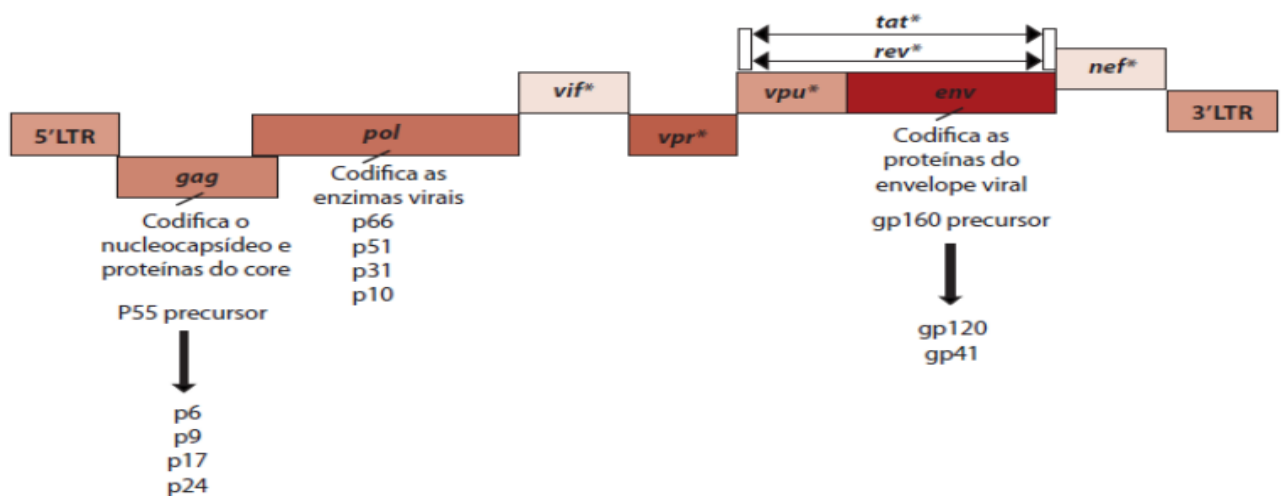 tat*
rev*
nef*
vif*
vpu*
env
5'LTR
pol
vpr*
3'LTR
gag
Codifica as
enzimas virais
p66
p51
p31
p10
Codifica as
proteínas do
envelope viral
gp160 precursor
gp120
gp41
Codifica o
nucleocapsídeo e
proteínas do core
P55 precursor
p6
p9
p17
p24